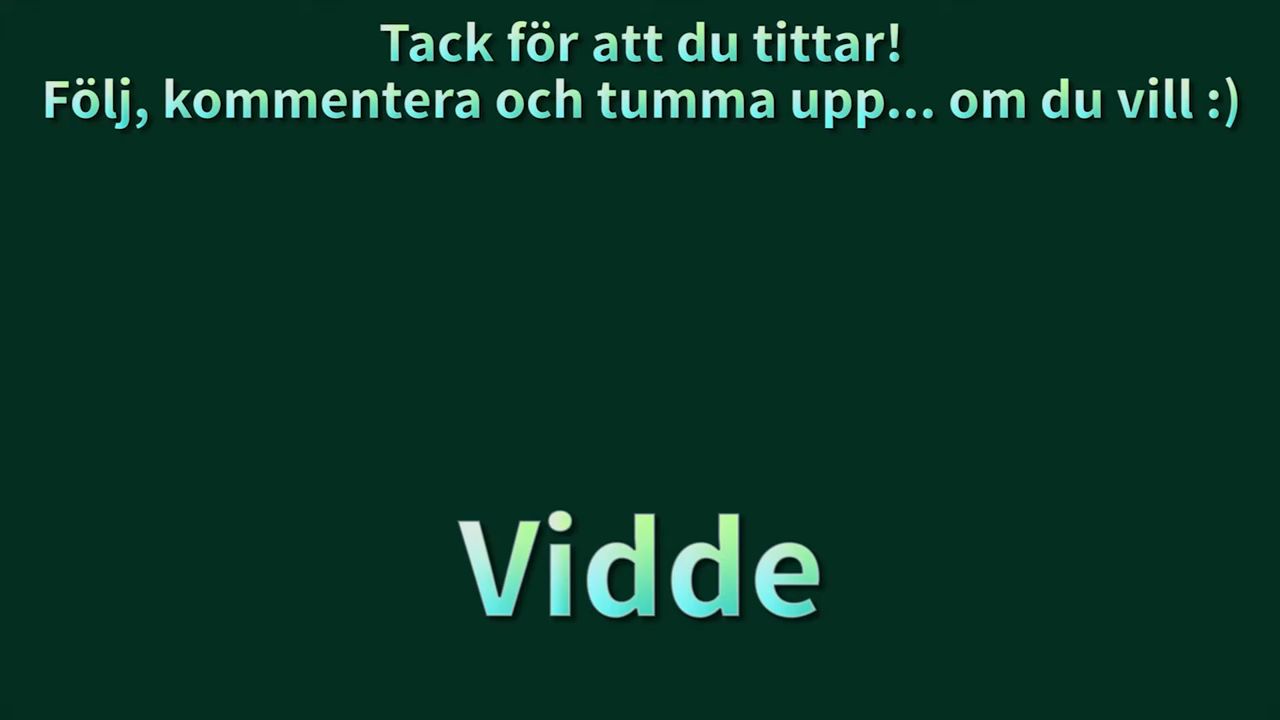 Tack för att du tittar!
Följ, kommentera och tumma upp... om du vill :)
Vidde